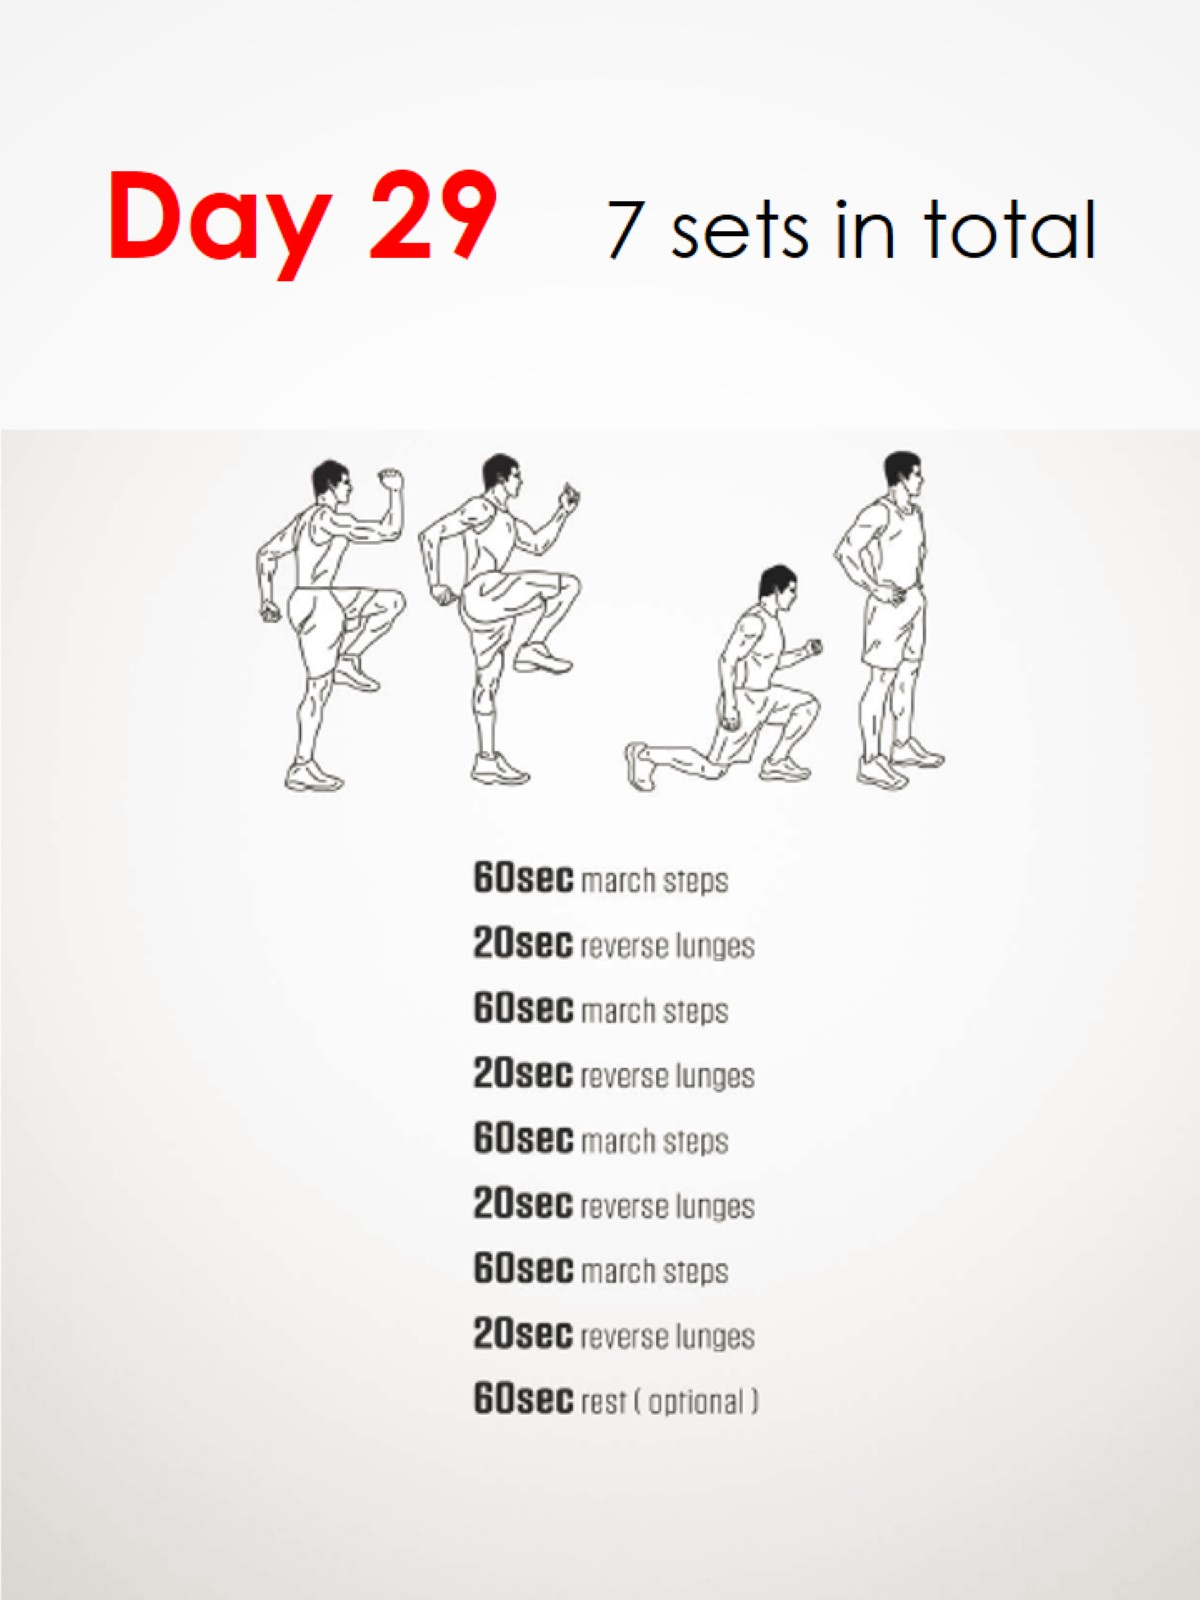 Day 29 7 sets in total
60sec march steps
20sec reverse lunges
60sec march steps
20sec reverse lunges
60sec march steps
20sec reverse lunges
60sec march steps
20sec reverse lunges
60sec rest ( optional )